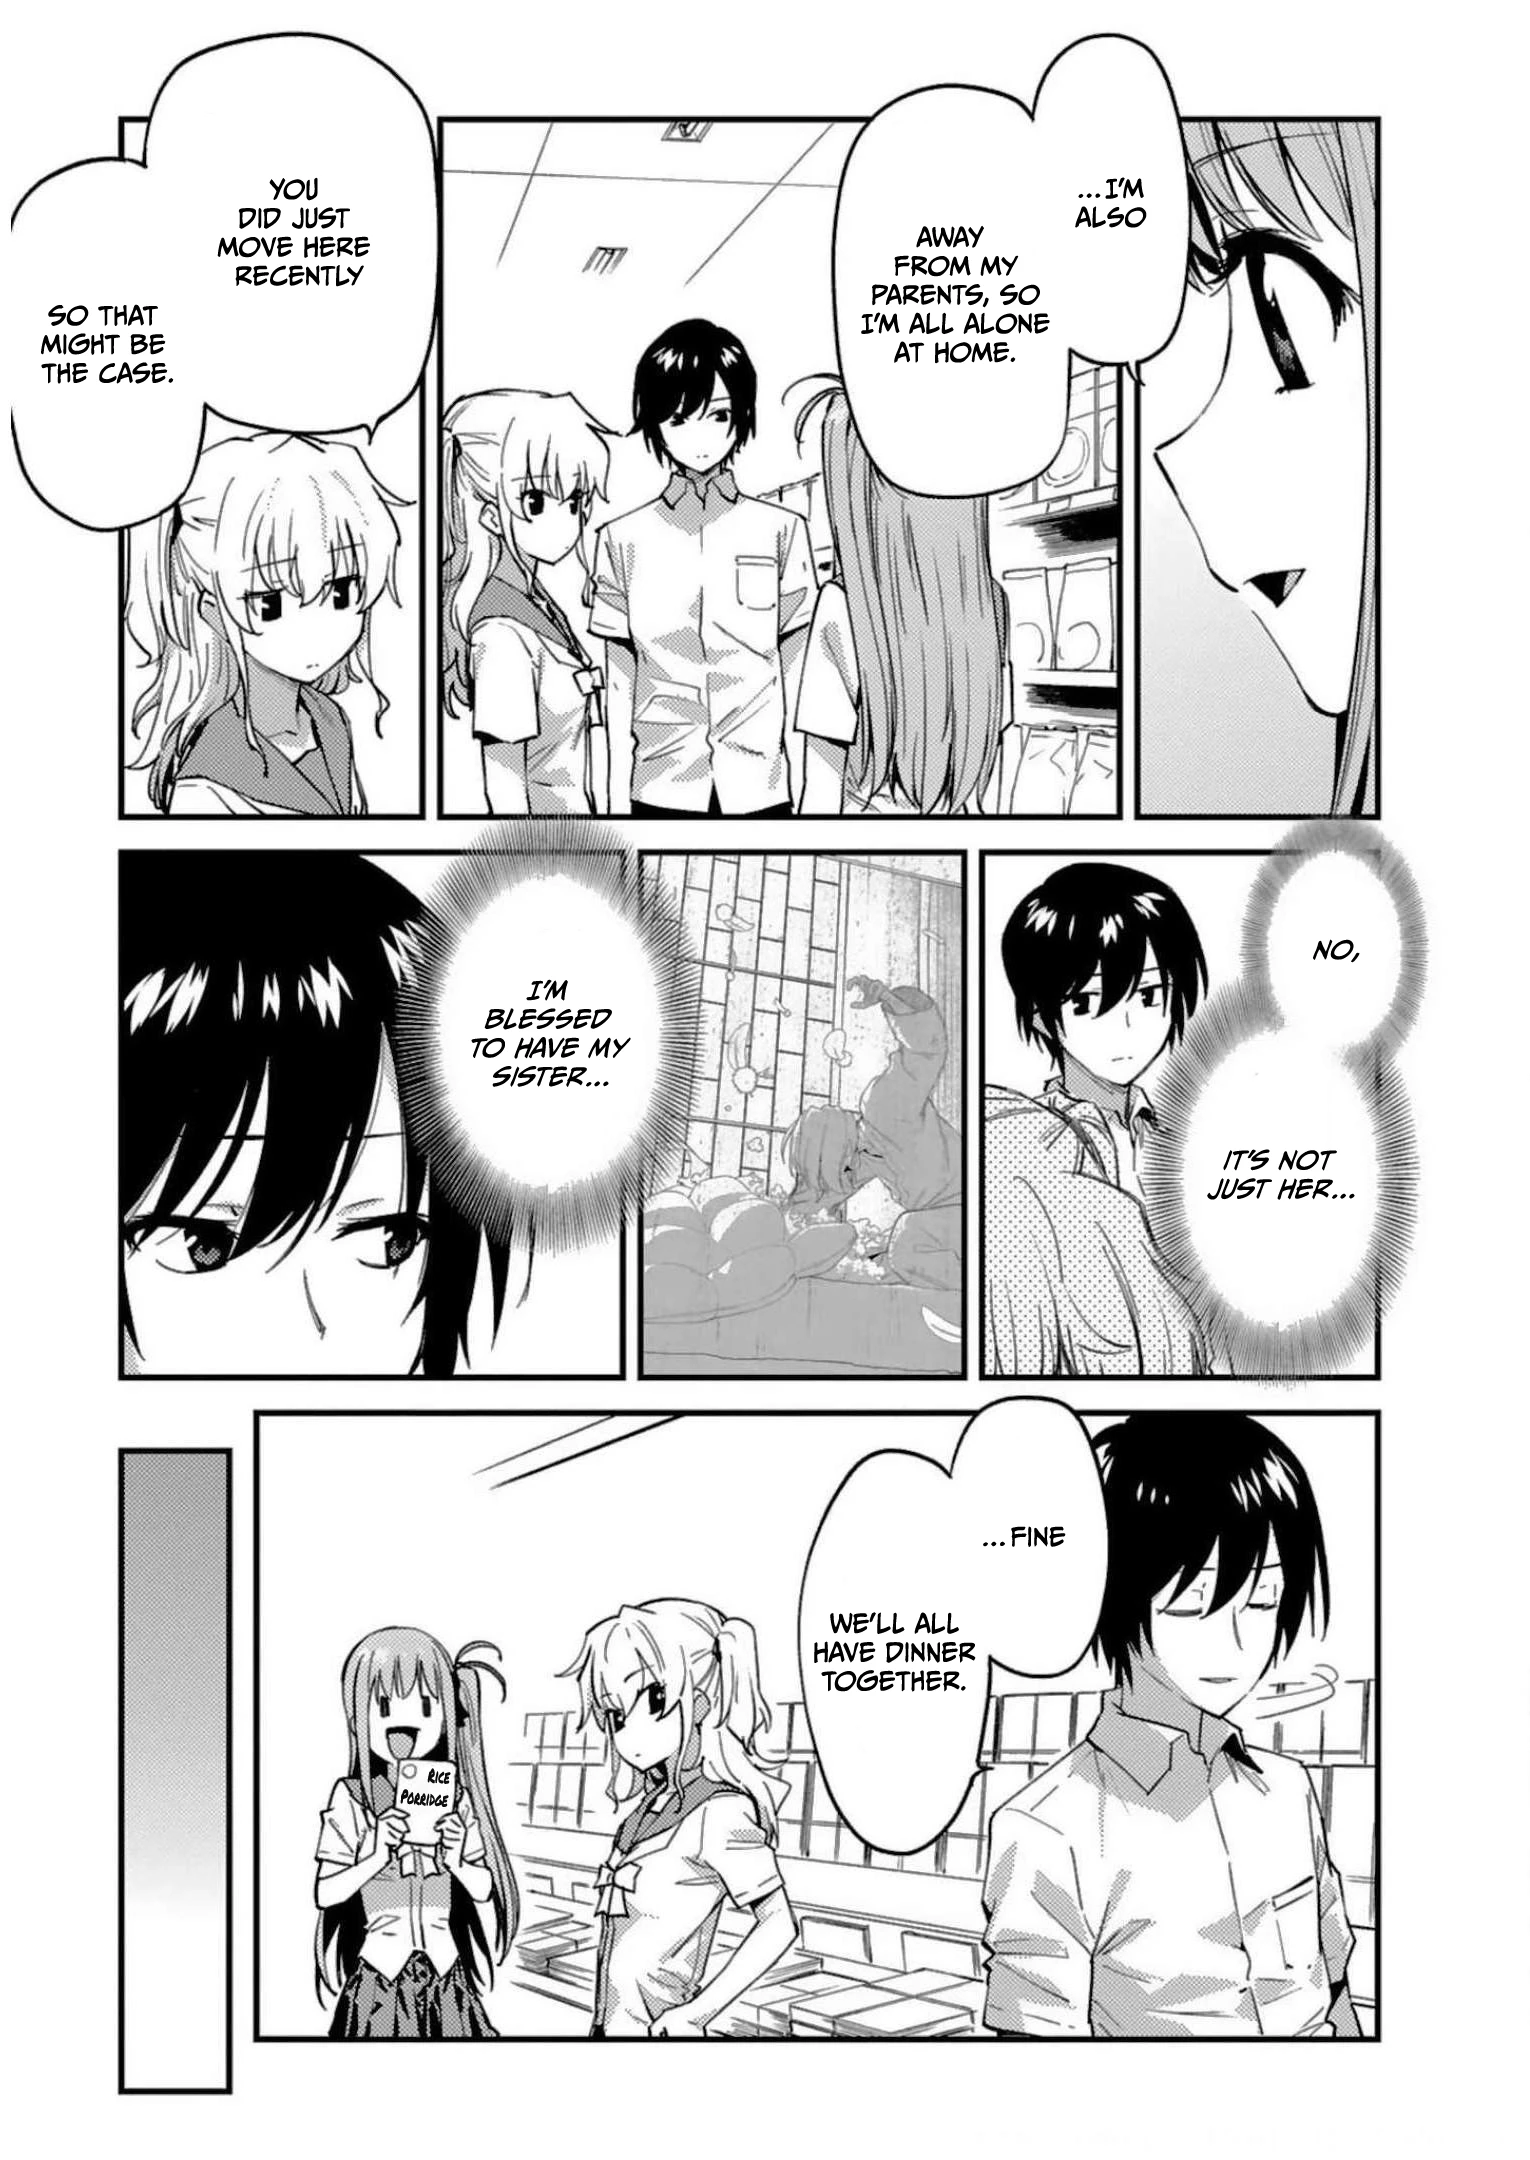 ...I'M
ALSO
AWAY
FROM MY
PARENTS, SO
I'M ALL ALONE
AT HOME.
YOU
DID JUST
MOVE HERE
RECENTLY
SO THAT
MIGHT BE
THE CASE.
NO,
IT'S NOT
JUST HER...
I'M
BLESSED
TO HAVE MY
SISTER...
...FINE
WE'LL ALL
HAVE DINNER
TOGETHER.
RICE
PORRIDGE